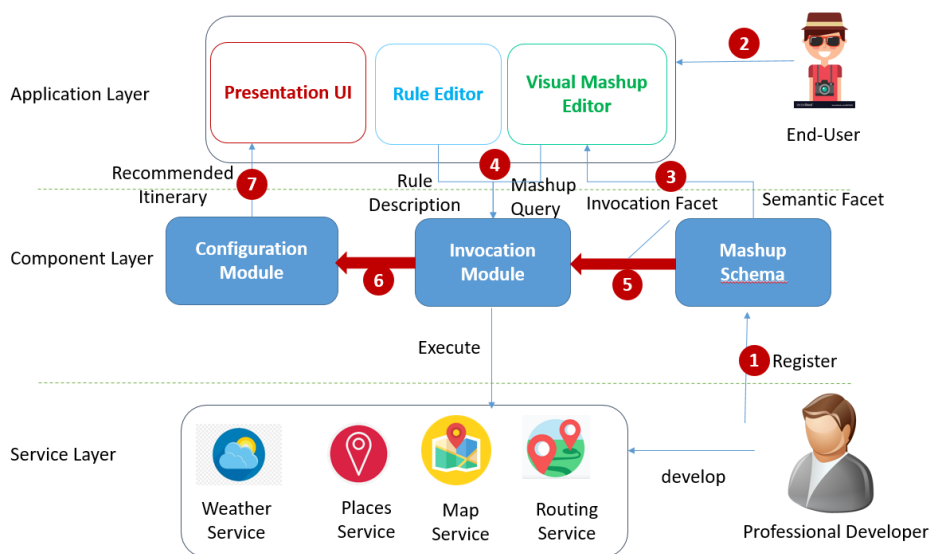 2
Presentation UI
Rule Editor
Visual Mashup
Editor
Application Layer
End-User
4
3
7
Recommended
Itinerary
Rule
Description
Mashup
Query
Invocation Facet
Semantic Facet
Component Layer
Configuration
Module
Invocation
Module
Mashup
Schema
6
5
Execute
1
Register
Service Layer
Weather
Service
Places
Service
Map
Service
Routing
Service
develop
Professional Developer